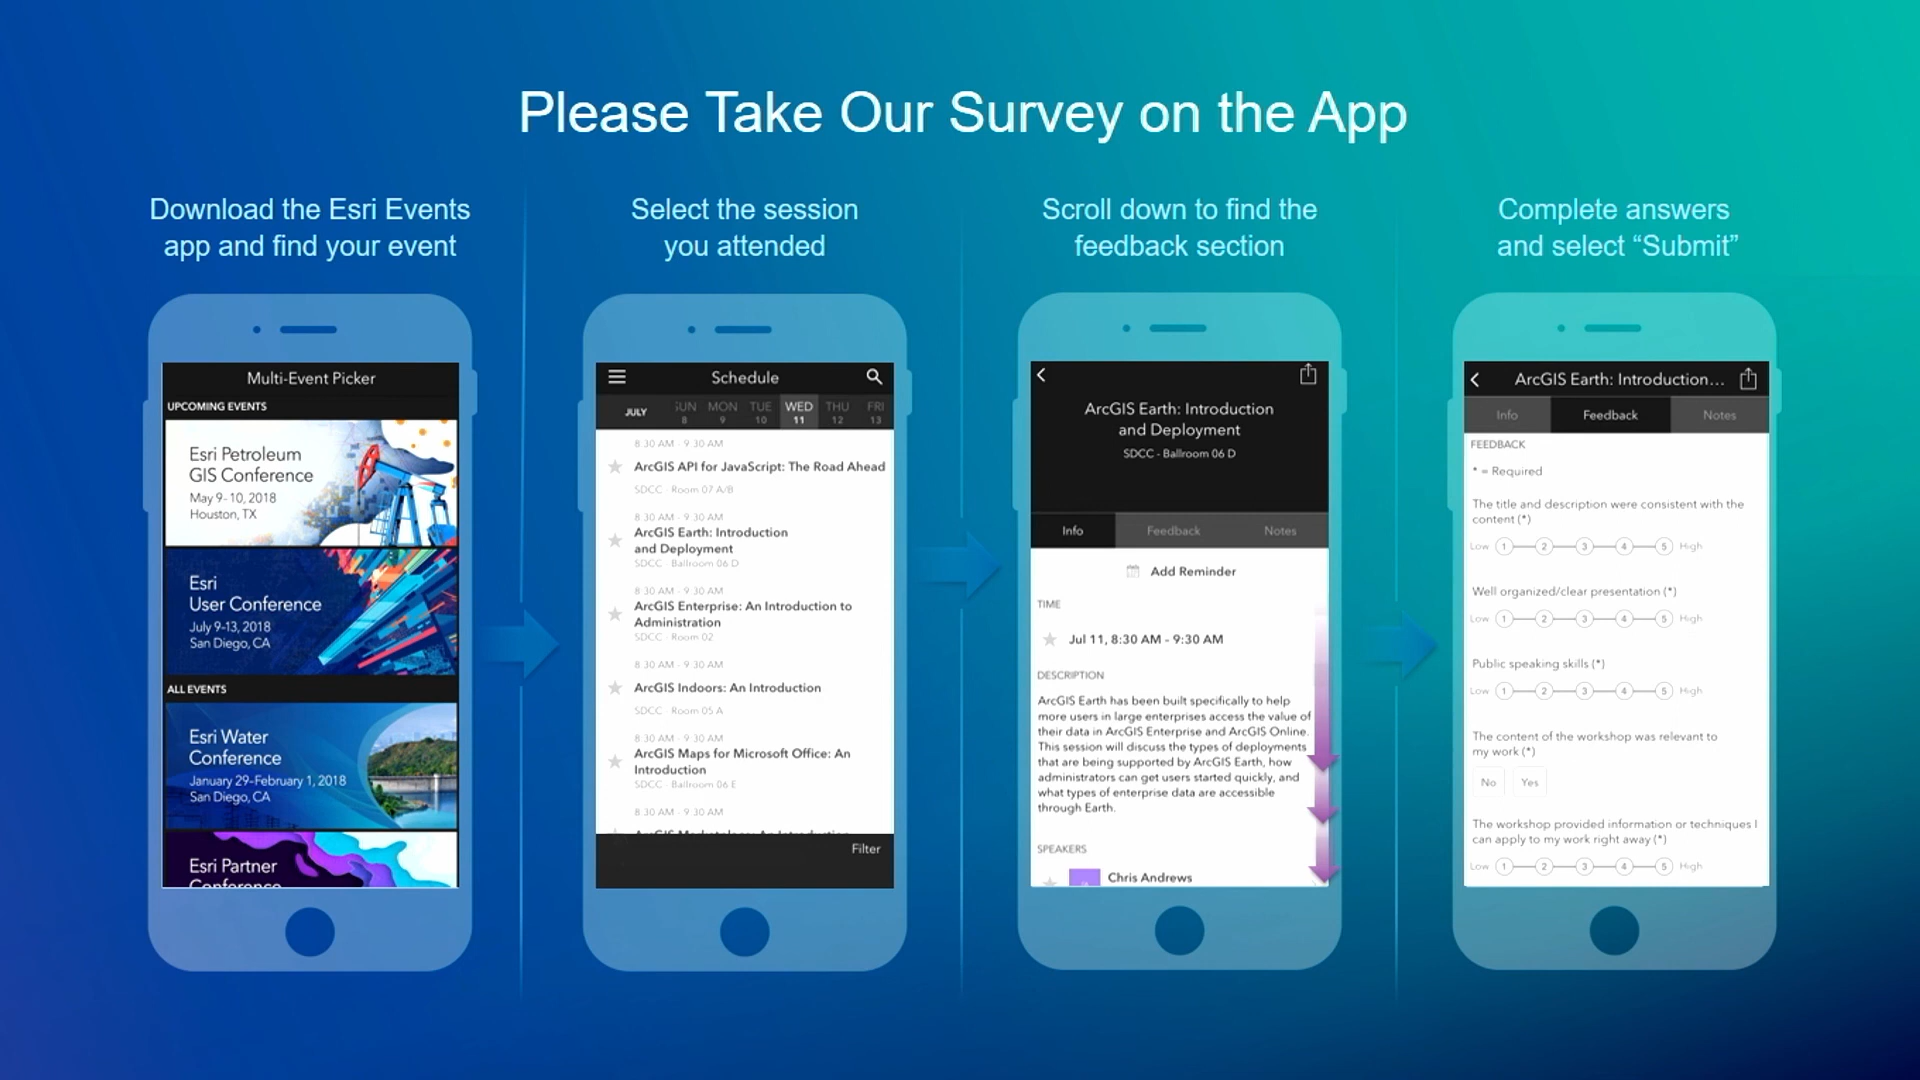 Please Take Our Survey on the App
Download the Esri Events
app and find your event
Select the session
you attended
Scroll down to find the
feedback section
Complete answers
and select “Submit”
Multi-Event Picker
UPCOMING EVENTS
Esri Petroleum
GIS Conference
May 9-10, 2018
Houston, TX
Esri
User Conference
July 9-13, 2018
San Diego, CA
ALL EVENTS
Esri Water
Conference
January 29-February 1, 2018
San Diego, CA
Esri Partner
Conference
Schedule
JULY
SUN MON TUE WED THU FRI
8 9 10 11 12 13
8:30 AM - 9:30 AM
ArcGIS API for JavaScript: The Road Ahead
SDCC - Room 07 A/B
8:30 AM - 9:30 AM
ArcGIS Earth: Introduction
and Deployment
SDCC - Ballroom 06 D
8:30 AM - 9:30 AM
ArcGIS Enterprise: An Introduction to
Administration
SDCC - Room 02
8:30 AM - 9:30 AM
ArcGIS Indoors: An Introduction
SDCC - Room 05 A
8:30 AM - 9:30 AM
ArcGIS Maps for Microsoft Office: An
Introduction
SDCC - Ballroom 06 E
8:30 AM - 9:30 AM
Filter
ArcGIS Earth: Introduction
and Deployment
SDCC - Ballroom 06 D
Info Feedback Notes
Add Reminder
TIME
Jul 11, 8:30 AM - 9:30 AM
DESCRIPTION
ArcGIS Earth has been built specifically to help
more users in large enterprises access the value of
their data in ArcGIS Enterprise and ArcGIS Online.
This session will discuss the types of deployments
that are being supported by ArcGIS Earth, how
administrators can get users started quickly, and
what types of enterprise data are accessible
through Earth.
SPEAKERS
Chris Andrews
ArcGIS Earth: Introduction...
Info Feedback Notes
FEEDBACK
* = Required
The title and description were consistent with the
content (*)
Low 1 2 3 4 5 High
Well organized/clear presentation (*)
Low 1 2 3 4 5 High
Public speaking skills (*)
Low 1 2 3 4 5 High
The content of the workshop was relevant to
my work (*)
No Yes
The workshop provided information or techniques I
can apply to my work right away (*)
Low 1 2 3 4 5 High